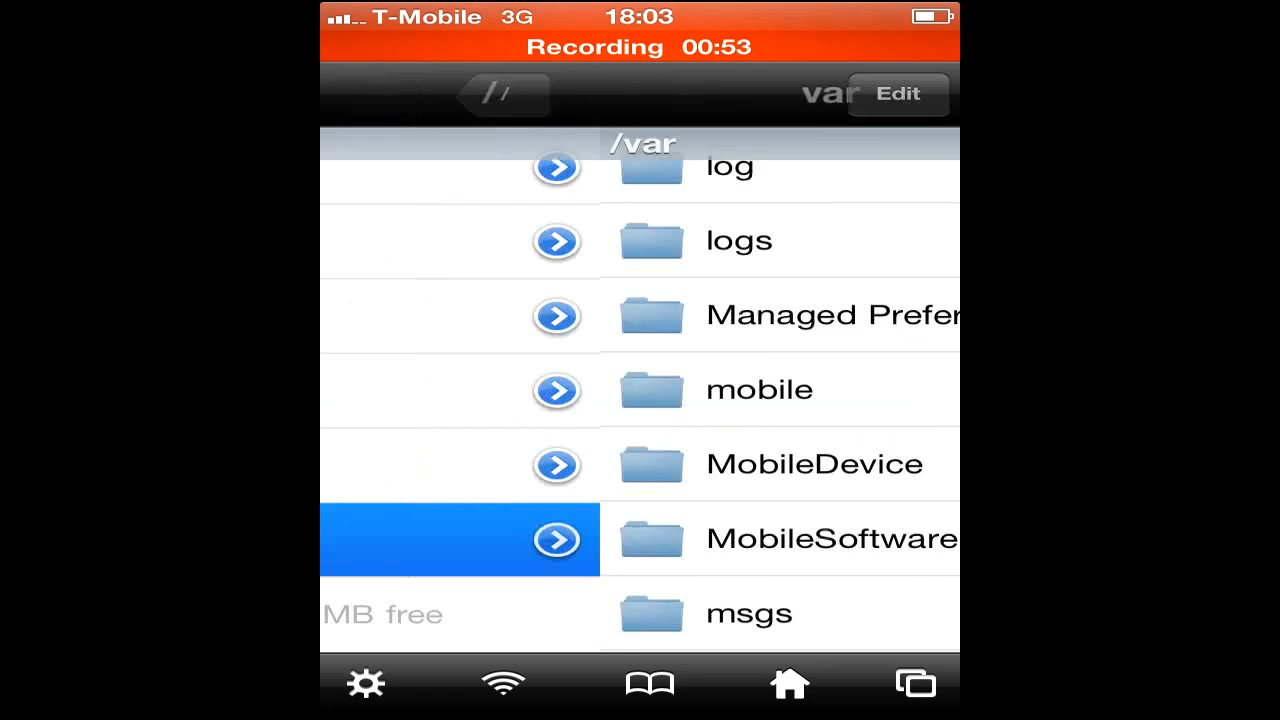 T-Mobile 3G 18:03
Recording 00:53
/ / var Edit
/var
log
logs
Managed Prefer
mobile
MobileDevice
MobileSoftware
msgs
MB free